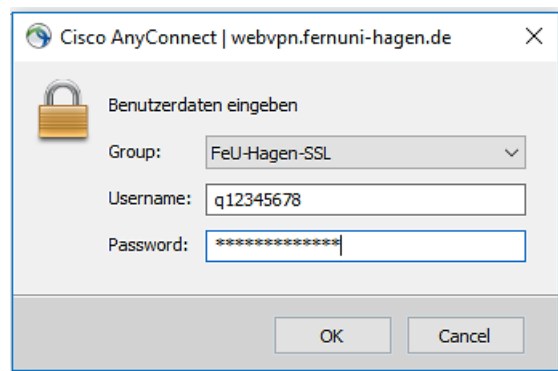 Cisco AnyConnect | webvpn.fernuni-hagen.de
Benutzerdaten eingeben
Group: FeU-Hagen-SSL
Username: q12345678
Password: *************
OK Cancel